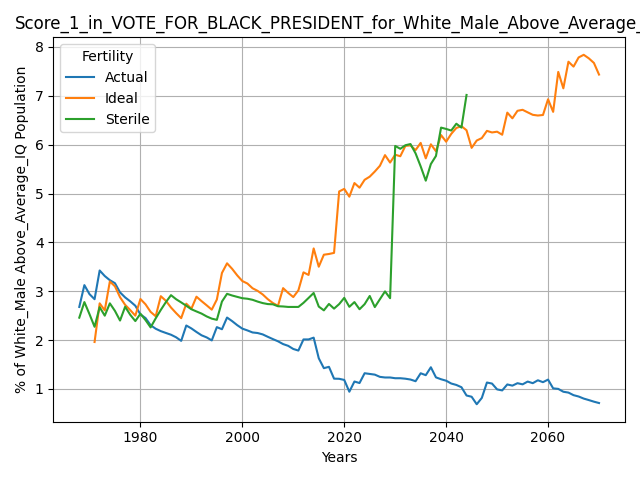 Score_1_in_VOTE_FOR_BLACK_PRESIDENT_for_White_Male_Above_Average_
Fertility
Actual
Ideal
Sterile
% of White_Male Above_Average_IQ Population
8
7
6
5
4
3
2
1
1980 2000 2020 2040 2060
Years